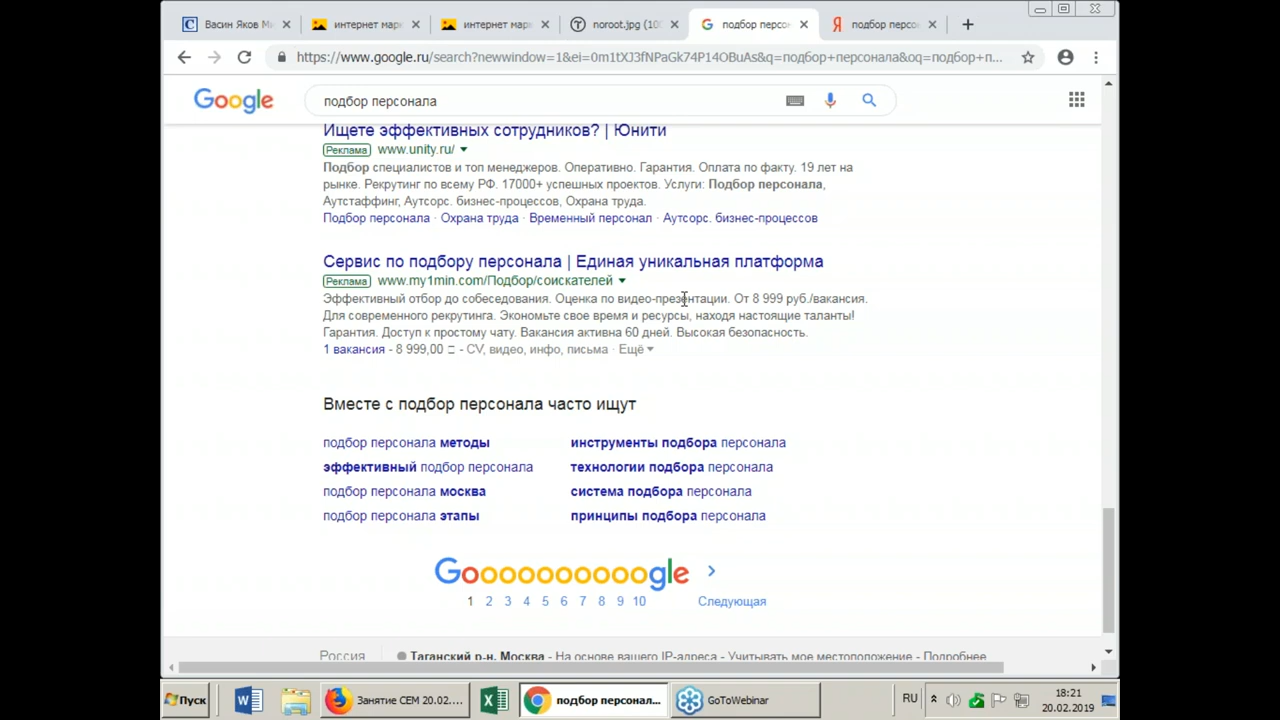 Васин Яков Ми
интернет марк
интернет марк
noroot.jpg (100
подбор персон
подбор персо
https://www.google.ru/search?newwindow=1&ei=0m1tXJ3fNPaGk74P14OBuAs&q=подбор+персонала&oq=подбор+п...
Google
подбор персонала
Ищете эффективных сотрудников? | Юнити
Реклама www.unity.ru/
Подбор специалистов и топ менеджеров. Оперативно. Гарантия. Оплата по факту. 19 лет на
рынке. Рекрутинг по всему РФ. 17000+ успешных проектов. Услуги: Подбор персонала,
Аутстаффинг, Аутсорс. бизнес-процессов, Охрана труда.
Подбор персонала · Охрана труда · Временный персонал · Аутсорс. бизнес-процессов
Сервис по подбору персонала | Единая уникальная платформа
Реклама www.my1min.com/Подбор/соискателей
Эффективный отбор до собеседования. Оценка по видео-презентации. От 8 999 руб./вакансия.
Для современного рекрутинга. Экономьте свое время и ресурсы, находя настоящие таланты!
Гарантия. Доступ к простому чату. Вакансия активна 60 дней. Высокая безопасность.
1 вакансия - 8 999,00 - CV, видео, инфо, письма · Ещё
Вместе с подбор персонала часто ищут
подбор персонала методы
инструменты подбора персонала
эффективный подбор персонала
технологии подбора персонала
подбор персонала москва
система подбора персонала
подбор персонала этапы
принципы подбора персонала
Goooooooooogle
1 2 3 4 5 6 7 8 9 10 Следующая
Россия
Таганский р-н, Москва - На основе вашего IP-адреса - Учитывать мое местоположение - Подробнее
Пуск
Занятие СЕМ 20.02....
подбор персонал...
GoToWebinar
RU
18:21
20.02.2019